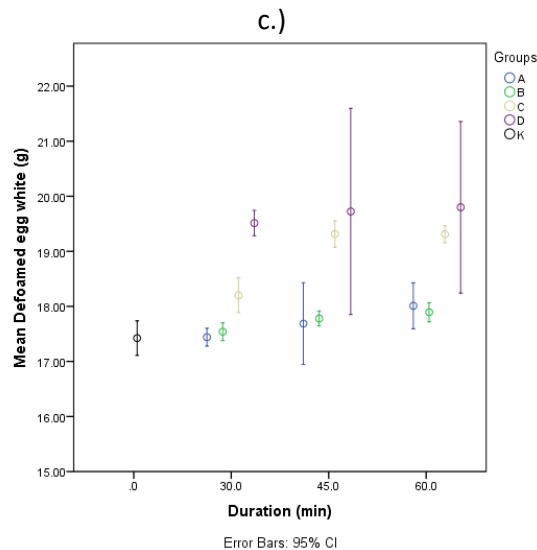 c.)
Mean Defoamed egg white (g)
22.00
21.00
20.00
19.00
18.00
17.00
16.00
15.00
.0
30.0
45.0
60.0
Duration (min)
Error Bars: 95% CI
Groups
A
B
C
D
K